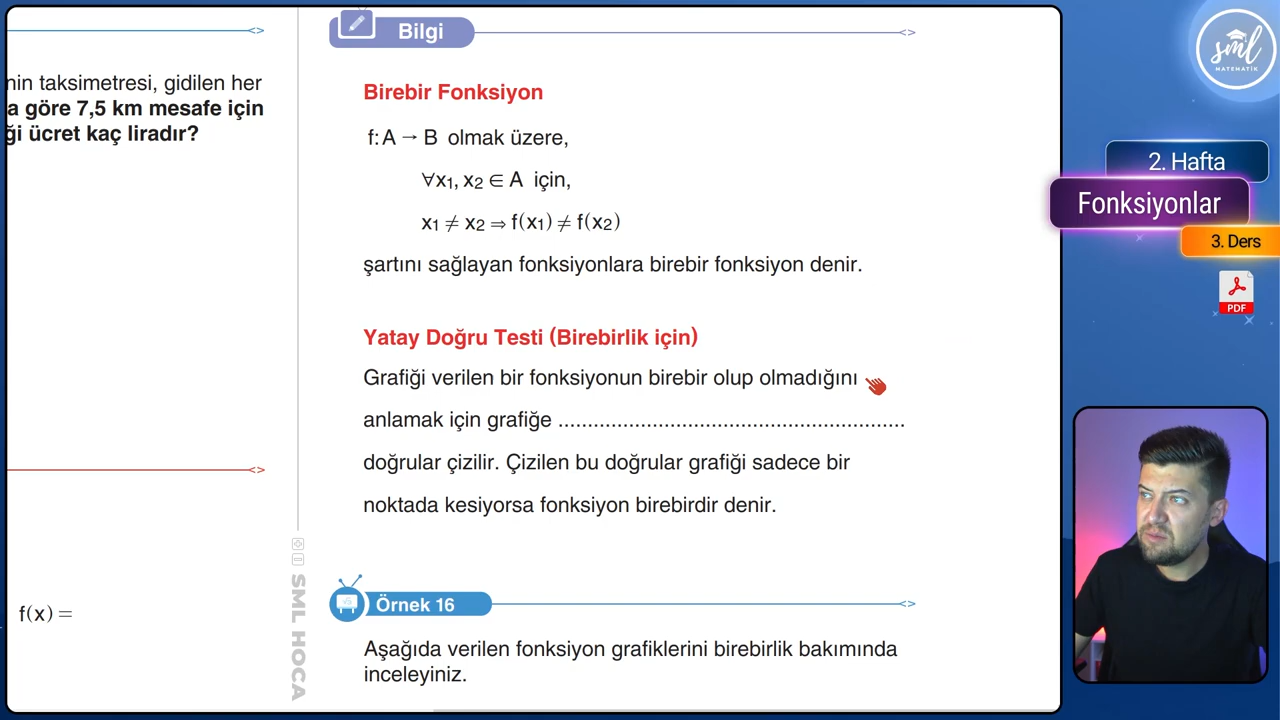 nin taksimetresi, gidilen her
a göre 7,5 km mesafe için
ği ücret kaç liradır?
f(x) =
SML HOCA
Bilgi
Birebir Fonksiyon
f: A → B olmak üzere,
∀x₁, x₂ ∈ A için,
x₁ ≠ x₂ ⇒ f(x₁) ≠ f(x₂)
şartını sağlayan fonksiyonlara birebir fonksiyon denir.
Yatay Doğru Testi (Birebirlik için)
Grafiği verilen bir fonksiyonun birebir olup olmadığını
anlamak için grafiğe ...........................................................
doğrular çizilir. Çizilen bu doğrular grafiği sadece bir
noktada kesiyorsa fonksiyon birebirdir denir.
Örnek 16
Aşağıda verilen fonksiyon grafiklerini birebirlik bakımında
inceleyiniz.
sml
MATEMATİK
2. Hafta
Fonksiyonlar
3. Ders
PDF